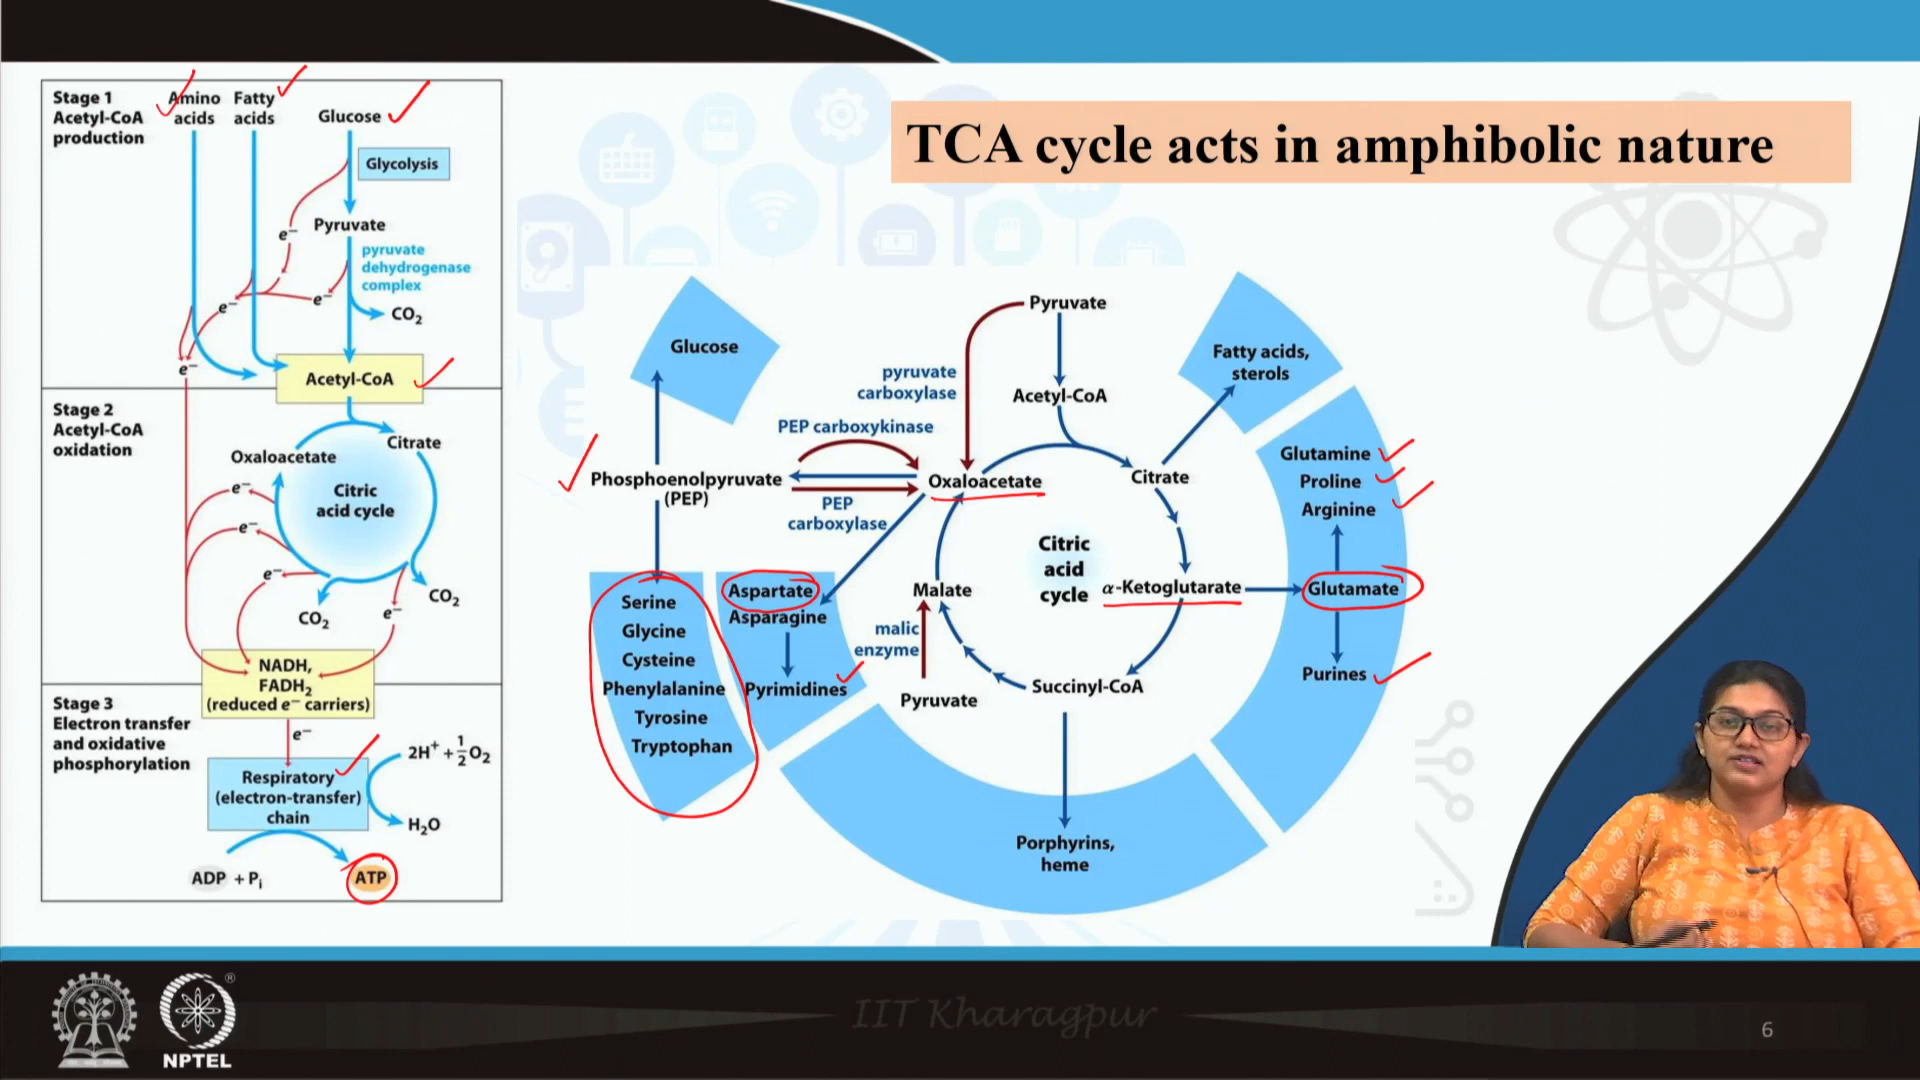 TCA cycle acts in amphibolic nature
Stage 1
Acetyl-CoA
production
Amino
acids
Fatty
acids
Glucose
Glycolysis
e⁻
Pyruvate
pyruvate
dehydrogenase
complex
e⁻
e⁻
CO₂
e⁻
Acetyl-CoA
Stage 2
Acetyl-CoA
oxidation
Oxaloacetate
Citrate
e⁻
Citric
acid cycle
e⁻
e⁻
CO₂
e⁻
CO₂
NADH,
FADH₂
(reduced e⁻ carriers)
Stage 3
Electron transfer
and oxidative
phosphorylation
e⁻
2H⁺ + ½O₂
Respiratory
(electron-transfer)
chain
H₂O
ADP + Pᵢ
ATP
Glucose
Pyruvate
pyruvate
carboxylase
Acetyl-CoA
Fatty acids,
sterols
PEP carboxykinase
Phosphoenolpyruvate
(PEP)
Oxaloacetate
Citrate
PEP
carboxylase
Glutamine
Proline
Arginine
Citric
acid
cycle
α-Ketoglutarate
Glutamate
Purines
Malate
malic
enzyme
Pyruvate
Succinyl-CoA
Aspartate
Asparagine
Pyrimidines
Serine
Glycine
Cysteine
Phenylalanine
Tyrosine
Tryptophan
Porphyrins,
heme
®
NPTEL
IIT Kharagpur
6